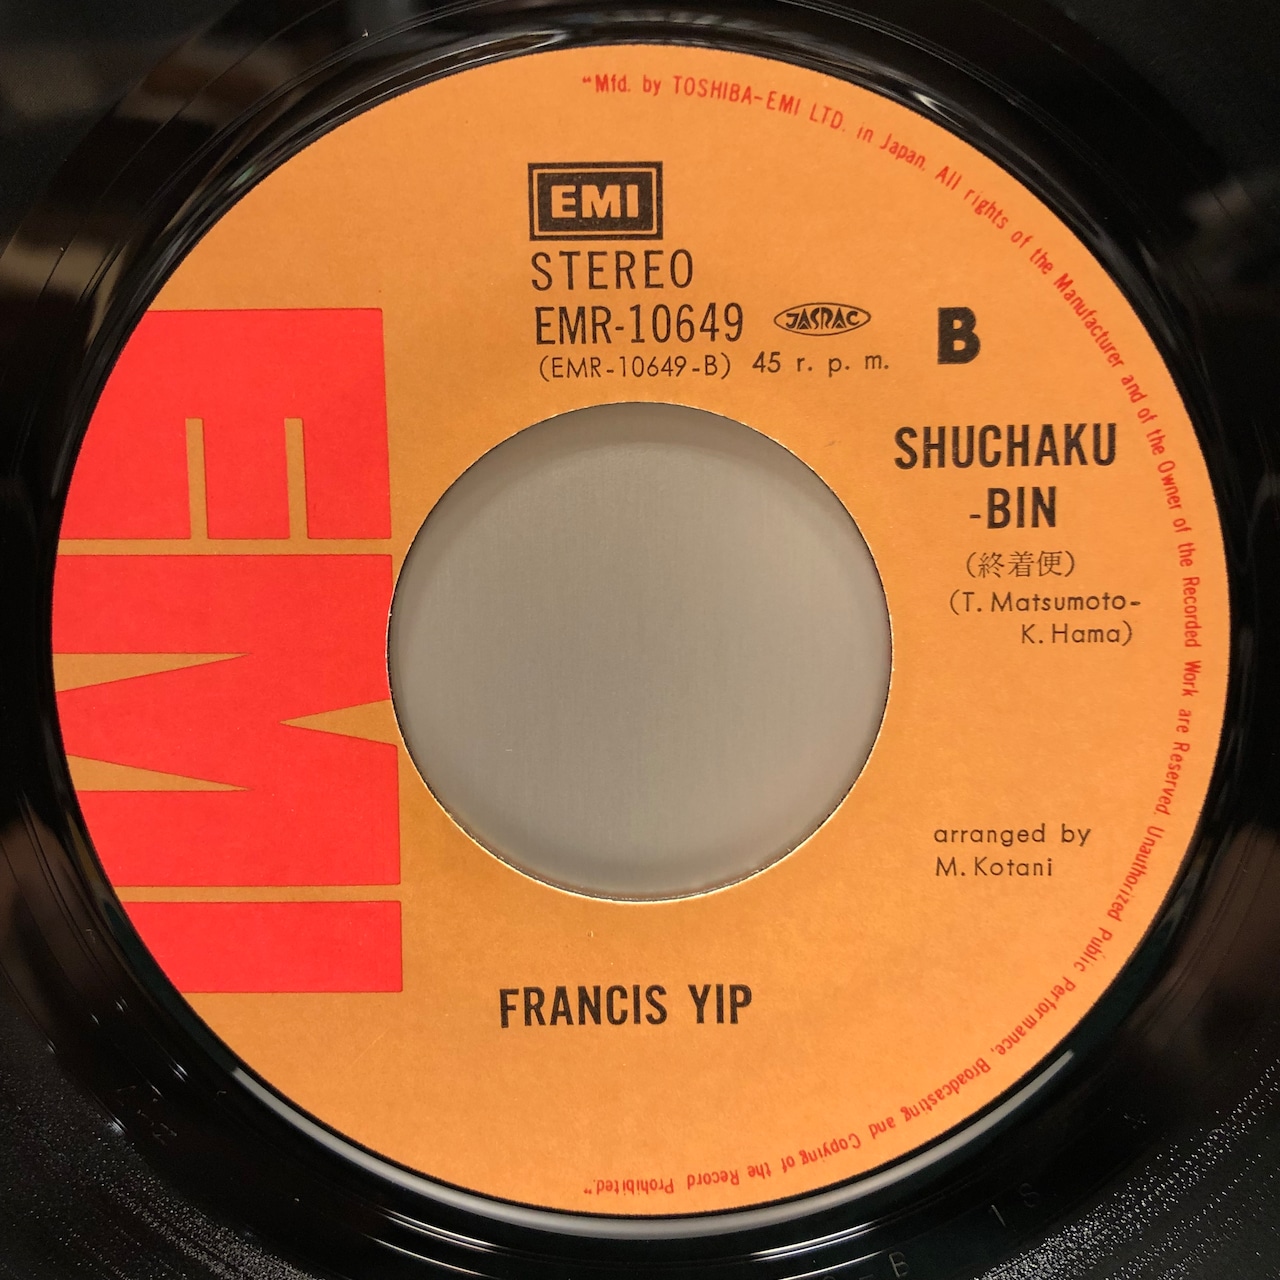 "Mfd. by TOSHIBA-EMI LTD. in Japan. All rights of the Manufacturer and of the Owner of the Recorded Work are Reserved. Unauthorized Public Performance, Broadcasting and Copying of the Record Prohibited."
EMI
STEREO
EMR-10649 JASRAC
(EMR-10649-B) 45 r. p. m.
B
SHUCHAKU
-BIN
(終着便)
(T. Matsumoto-
K. Hama)
EMI
arranged by
M. Kotani
FRANCIS YIP